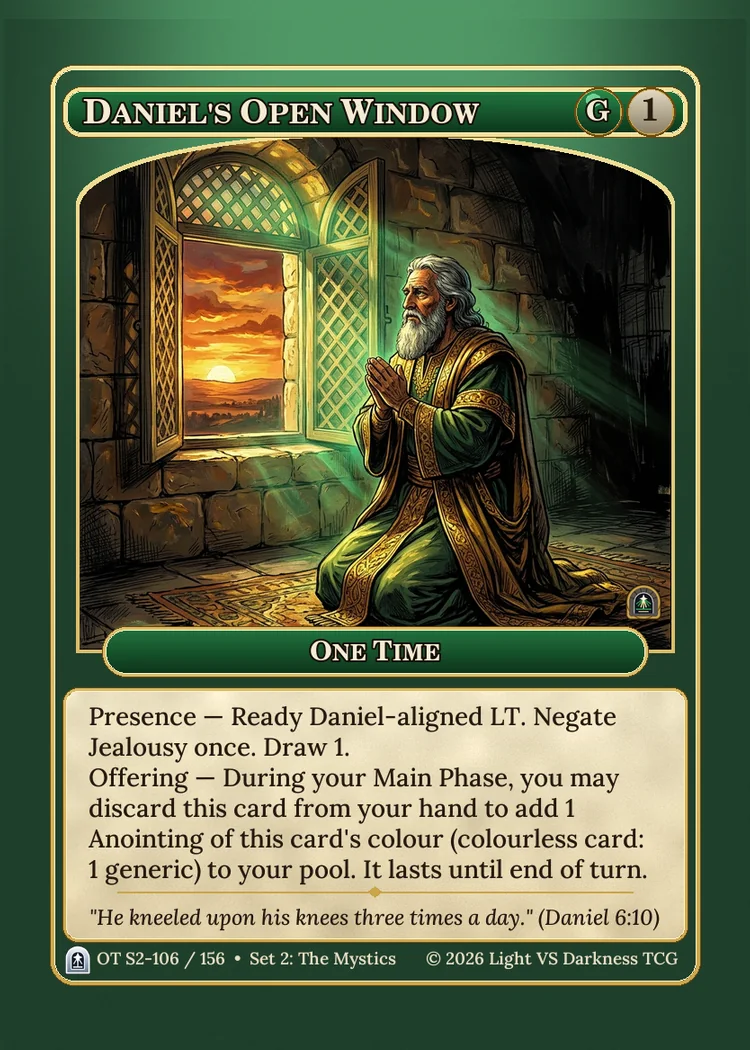 DANIEL'S OPEN WINDOW
G 1
ONE TIME
Presence — Ready Daniel-aligned LT. Negate
Jealousy once. Draw 1.
Offering — During your Main Phase, you may
discard this card from your hand to add 1
Anointing of this card's colour (colourless card:
1 generic) to your pool. It lasts until end of turn.
"He kneeled upon his knees three times a day." (Daniel 6:10)
OT S2-106 / 156 • Set 2: The Mystics © 2026 Light VS Darkness TCG